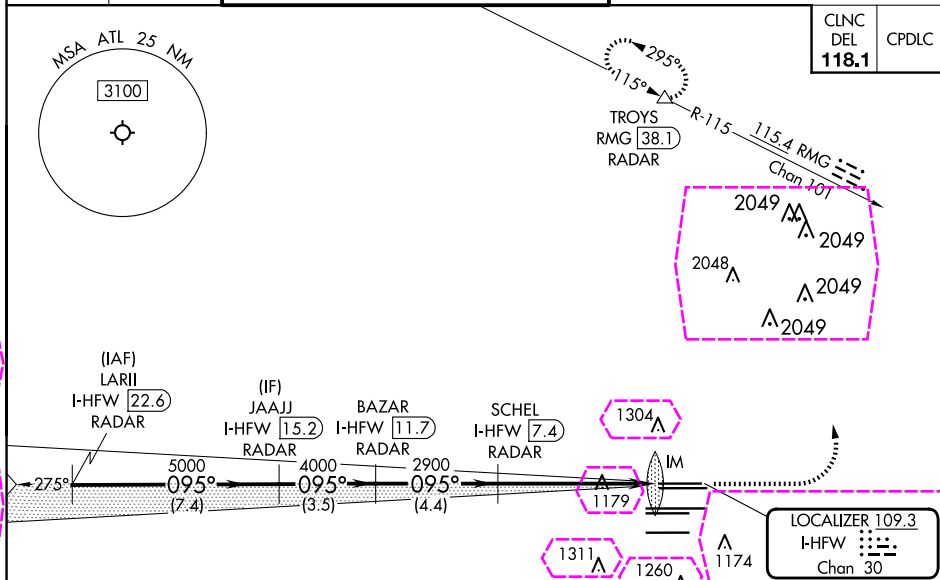 MSA ATL 25 NM
3100
CLNC
DEL
118.1
CPDLC
295°
115°
TROYS
RMG 38.1
RADAR
R-115
115.4 RMG
Chan 101
2049
2049
2048
2049
2049
(IAF)
LARII
I-HFW 22.6
RADAR
(IF)
JAAJJ
I-HFW 15.2
RADAR
BAZAR
I-HFW 11.7
RADAR
SCHEL
I-HFW 7.4
RADAR
1304
IM
275°
5000
095°
(7.4)
4000
095°
(3.5)
2900
095°
(4.4)
1179
1311
1260
1174
LOCALIZER 109.3
I-HFW
Chan 30